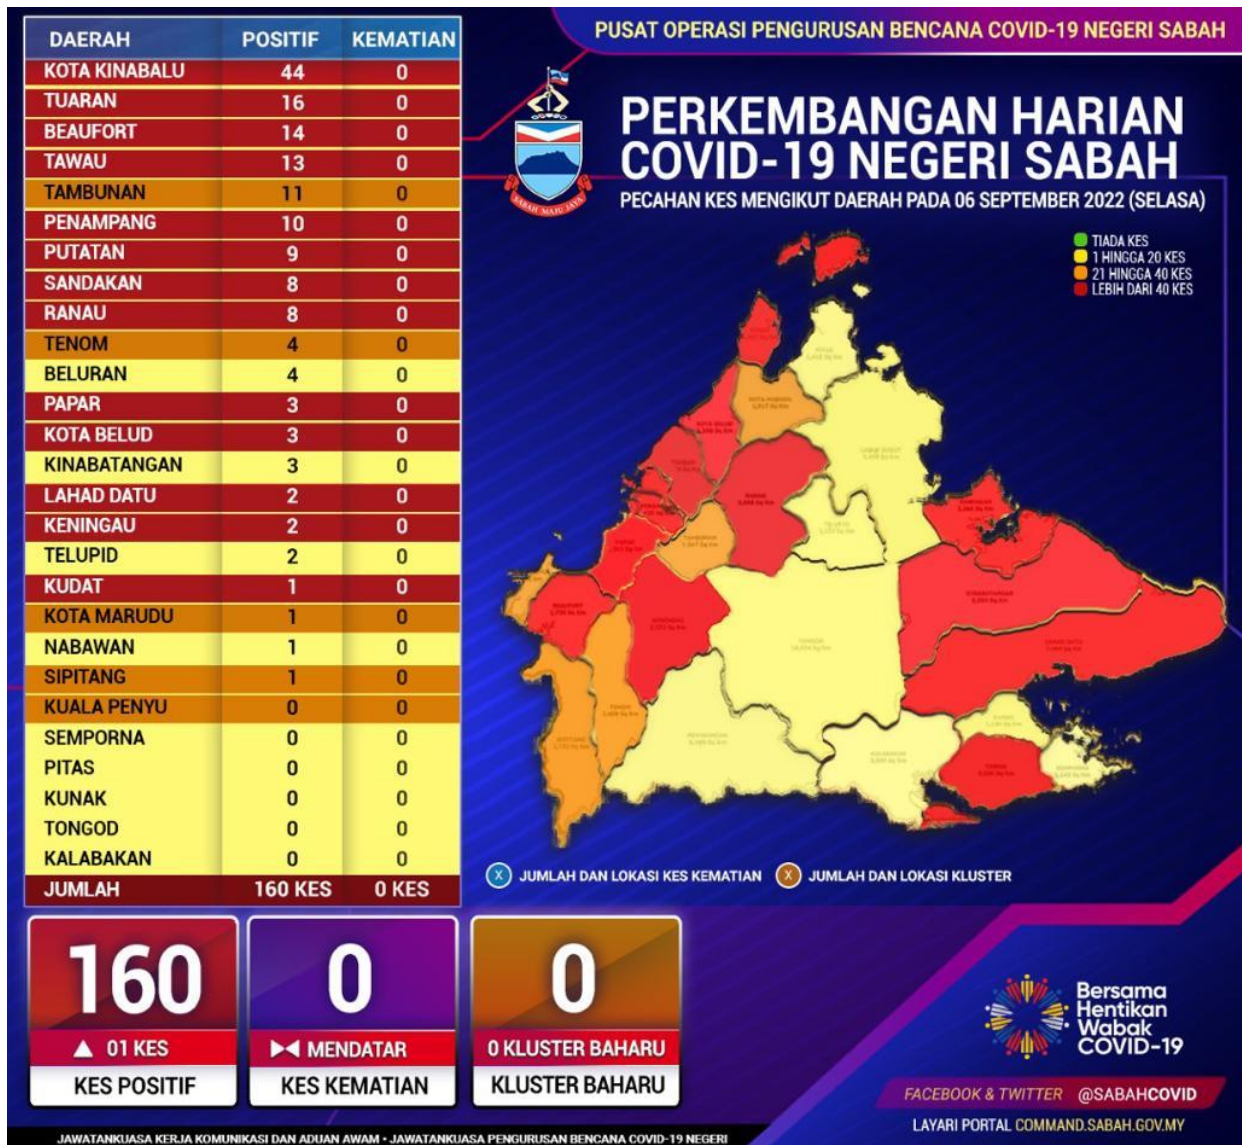 DAERAH POSITIF KEMATIAN
KOTA KINABALU 44 0
TUARAN 16 0
BEAUFORT 14 0
TAWAU 13 0
TAMBUNAN 11 0
PENAMPANG 10 0
PUTATAN 9 0
SANDAKAN 8 0
RANAU 8 0
TENOM 4 0
BELURAN 4 0
PAPAR 3 0
KOTA BELUD 3 0
KINABATANGAN 3 0
LAHAD DATU 2 0
KENINGAU 2 0
TELUPID 2 0
KUDAT 1 0
KOTA MARUDU 1 0
NABAWAN 1 0
SIPITANG 1 0
KUALA PENYU 0 0
SEMPORNA 0 0
PITAS 0 0
KUNAK 0 0
TONGOD 0 0
KALABAKAN 0 0
JUMLAH 160 KES 0 KES
PUSAT OPERASI PENGURUSAN BENCANA COVID-19 NEGERI SABAH
SABAH MAJU JAYA
PERKEMBANGAN HARIAN
COVID-19 NEGERI SABAH
PECAHAN KES MENGIKUT DAERAH PADA 06 SEPTEMBER 2022 (SELASA)
TIADA KES
1 HINGGA 20 KES
21 HINGGA 40 KES
LEBIH DARI 40 KES
X JUMLAH DAN LOKASI KES KEMATIAN X JUMLAH DAN LOKASI KLUSTER
160
▲ 01 KES
KES POSITIF
0
MENDATAR
KES KEMATIAN
0
0 KLUSTER BAHARU
KLUSTER BAHARU
Bersama
Hentikan
Wabak
COVID-19
FACEBOOK & TWITTER @SABAHCOVID
LAYARI PORTAL COMMAND.SABAH.GOV.MY
JAWATANKUASA KERJA KOMUNIKASI DAN ADUAN AWAM • JAWATANKUASA PENGURUSAN BENCANA COVID-19 NEGERI